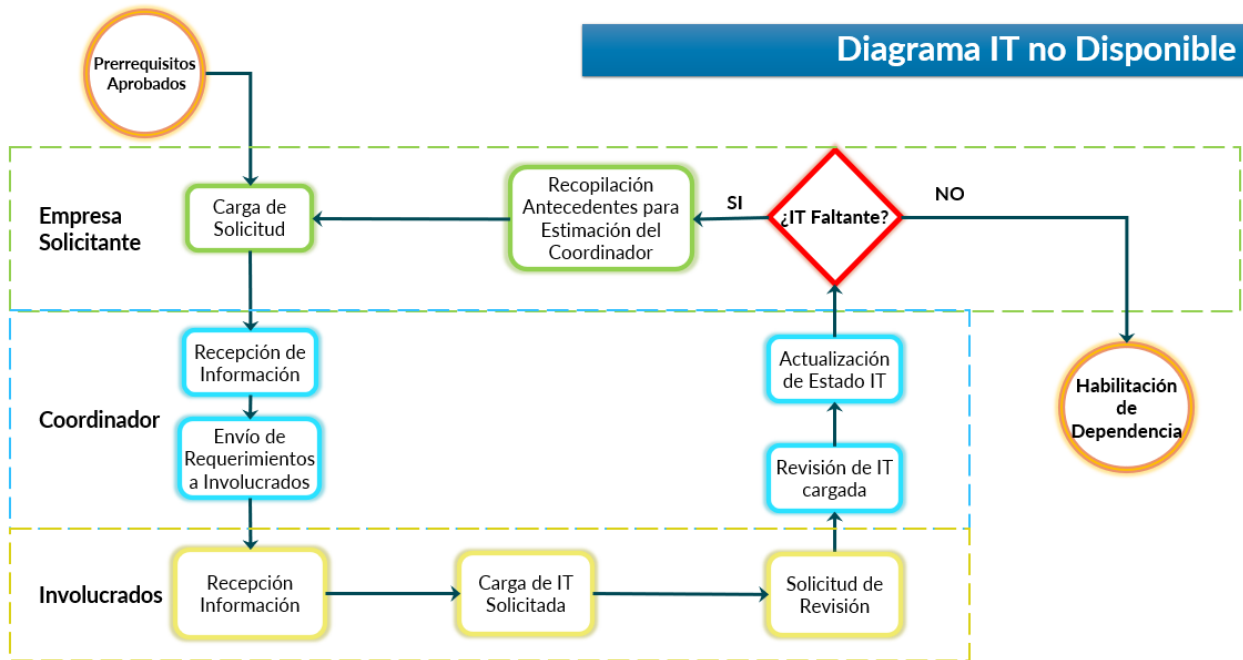 Diagrama IT no Disponible
Prerrequisitos
Aprobados
Empresa
Solicitante
Carga de
Solicitud
Recopilación
Antecedentes para
Estimación del
Coordinador
SI
¿IT Faltante?
NO
Coordinador
Recepción de
Información
Envío de
Requerimientos
a Involucrados
Actualización
de Estado IT
Revisión de IT
cargada
Habilitación
de
Dependencia
Involucrados
Recepción
Información
Carga de IT
Solicitada
Solicitud de
Revisión